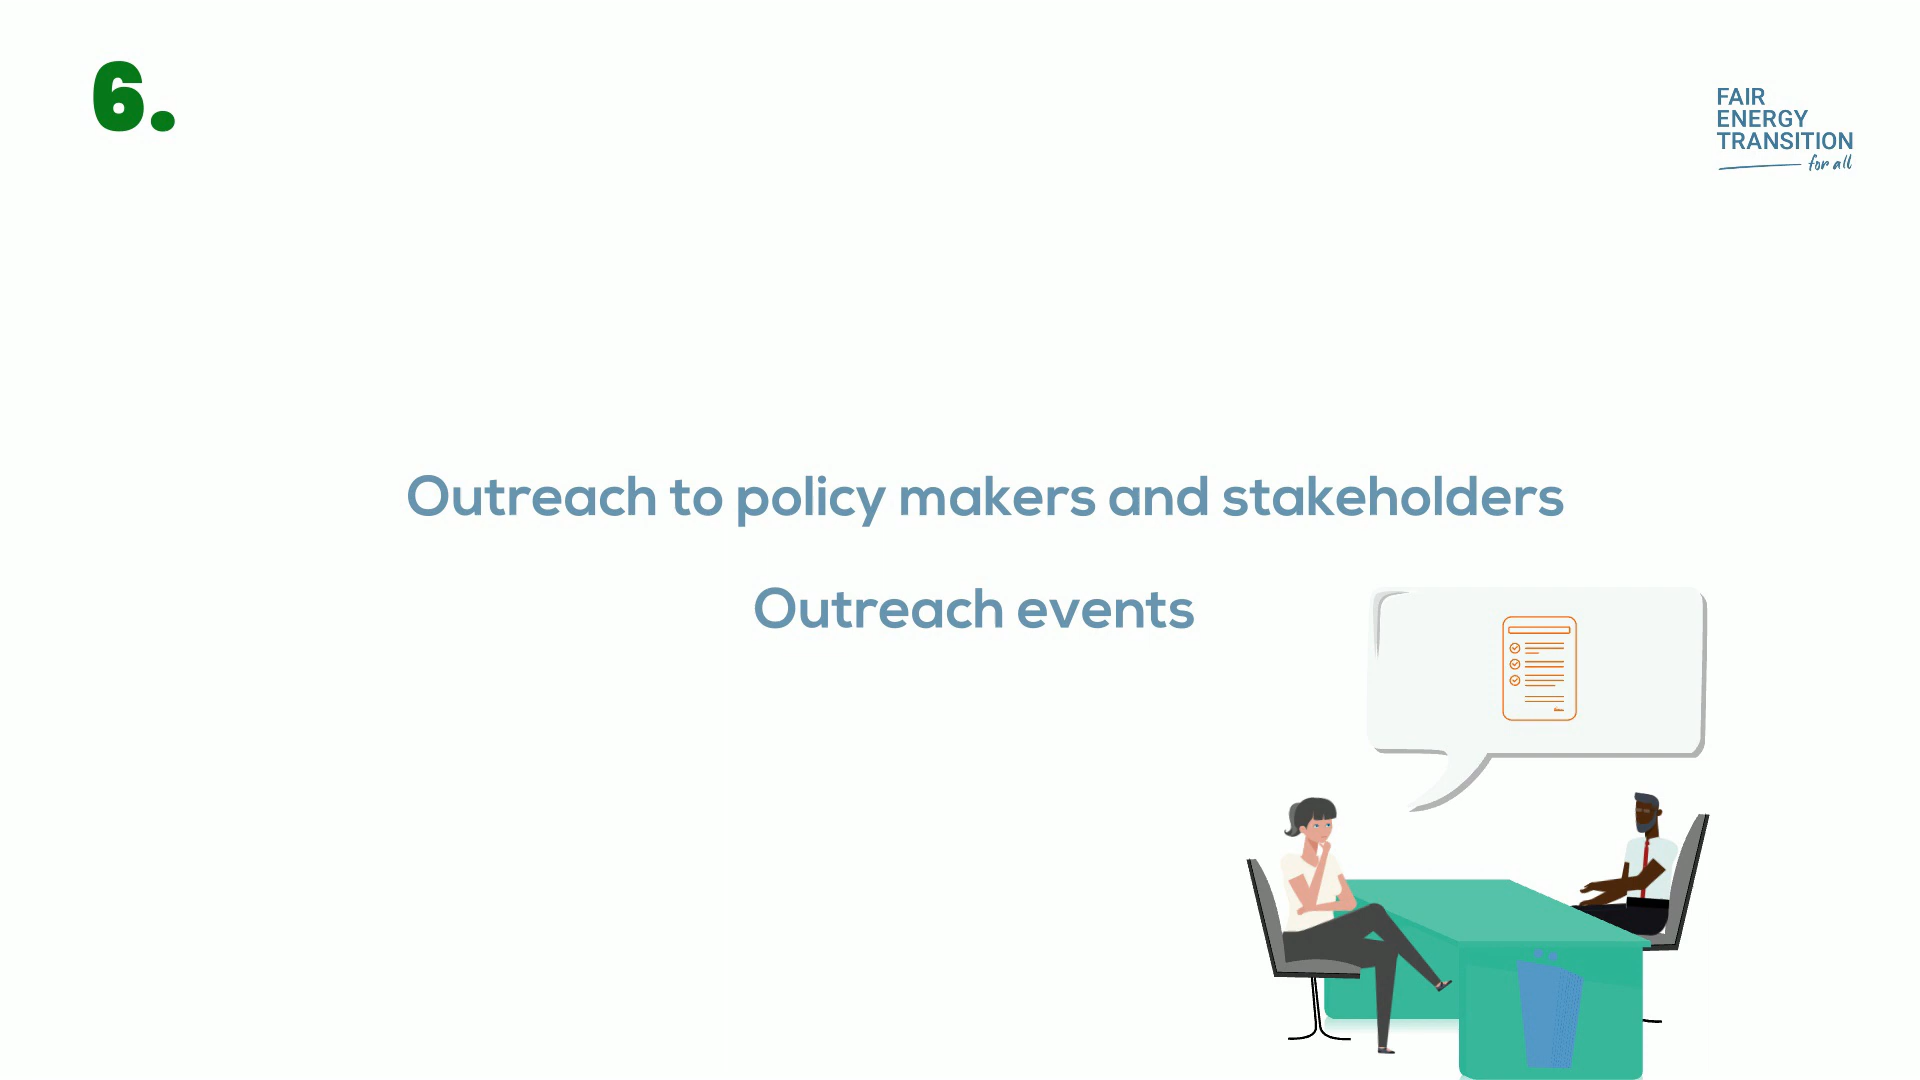 6.
FAIR
ENERGY
TRANSITION
for all
Outreach to policy makers and stakeholders
Outreach events